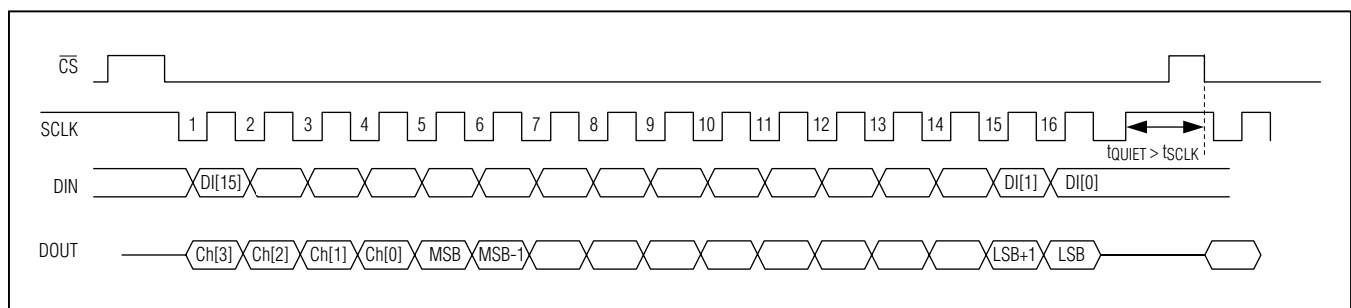 CS
SCLK 1 2 3 4 5 6 7 8 9 10 11 12 13 14 15 16
tQUIET > tSCLK
DIN DI[15] DI[1] DI[0]
DOUT Ch[3] Ch[2] Ch[1] Ch[0] MSB MSB-1 LSB+1 LSB